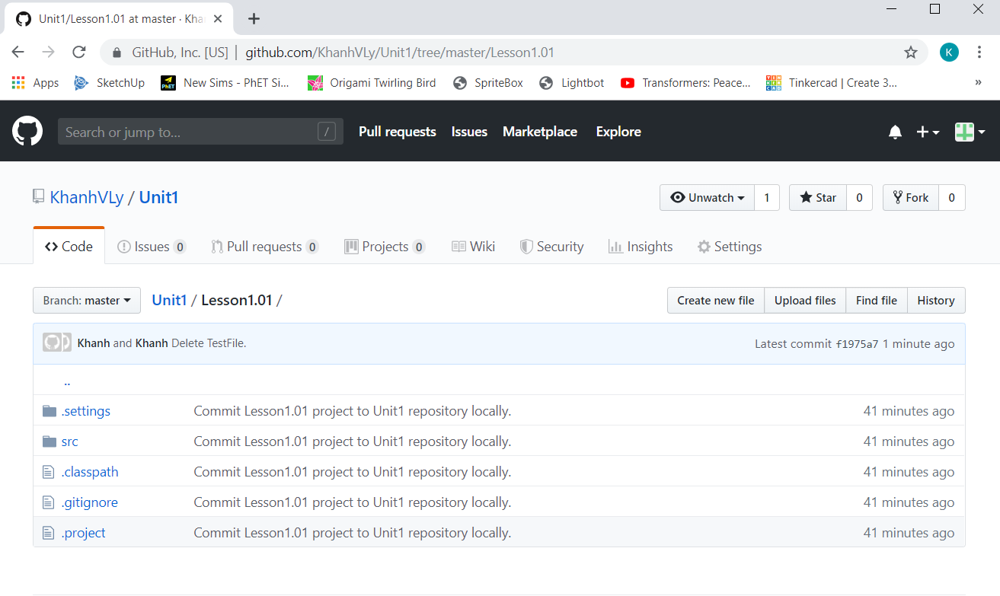 Unit1/Lesson1.01 at master · Kha
GitHub, Inc. [US] | github.com/KhanhVLy/Unit1/tree/master/Lesson1.01 K
Apps SketchUp PhET New Sims - PhET Si... Origami Twirling Bird SpriteBox Lightbot Transformers: Peace... TIN KER CAD Tinkercad | Create 3... »
Search or jump to... / Pull requests Issues Marketplace Explore
KhanhVLy / Unit1 Unwatch 1 Star 0 Fork 0
<> Code Issues 0 Pull requests 0 Projects 0 Wiki Security Insights Settings
Branch: master Unit1 / Lesson1.01 / Create new file Upload files Find file History
Khanh and Khanh Delete TestFile. Latest commit f1975a7 1 minute ago
..
.settings Commit Lesson1.01 project to Unit1 repository locally. 41 minutes ago
src Commit Lesson1.01 project to Unit1 repository locally. 41 minutes ago
.classpath Commit Lesson1.01 project to Unit1 repository locally. 41 minutes ago
.gitignore Commit Lesson1.01 project to Unit1 repository locally. 41 minutes ago
.project Commit Lesson1.01 project to Unit1 repository locally. 41 minutes ago